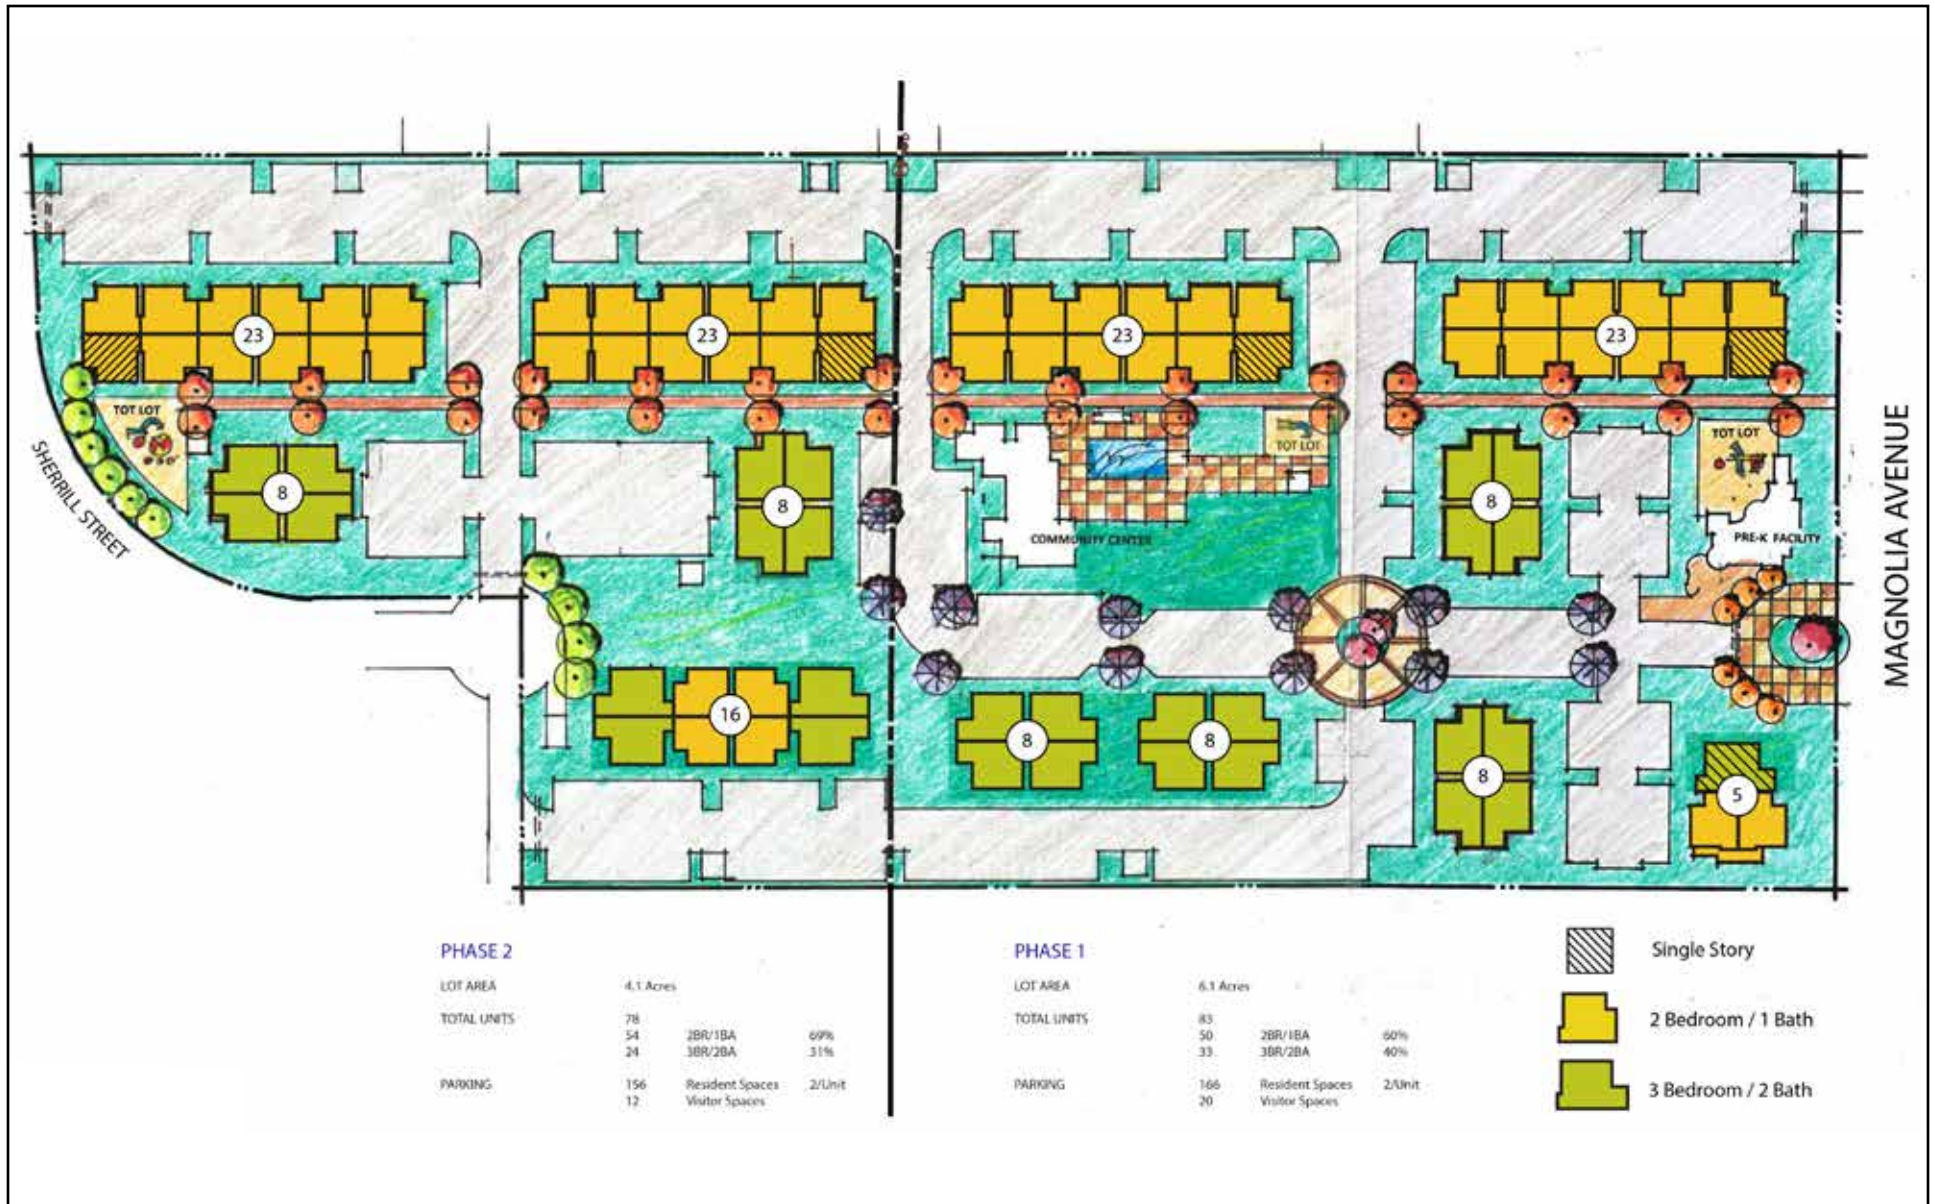 23
23
23
23
TOT LOT
TOT LOT
TOT LOT
8
8
8
SHERRILL STREET
COMMUNITY CENTER
PRE-K FACILITY
MAGNOLIA AVENUE
16
8
8
8
5
PHASE 2
LOT AREA 4.1 Acres
TOTAL UNITS 78
54 2BR/1BA 69%
24 3BR/2BA 31%
PARKING 156 Resident Spaces 2/Unit
12 Visitor Spaces
PHASE 1
LOT AREA 6.1 Acres
TOTAL UNITS 83
50 2BR/1BA 60%
33 3BR/2BA 40%
PARKING 166 Resident Spaces 2/Unit
20 Visitor Spaces
Single Story
2 Bedroom / 1 Bath
3 Bedroom / 2 Bath